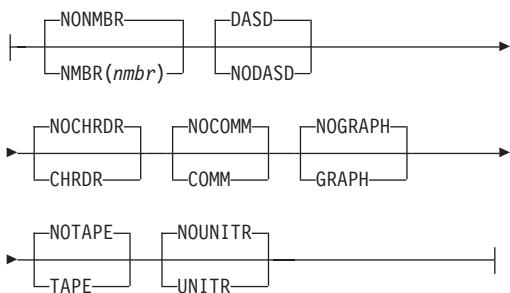 NONMBR DASD
NMBR(nmbr) NODASD
NOCHRDR NOCOMM NOGRAPH
CHRDR COMM GRAPH
NOTAPE NOUNITR
TAPE UNITR